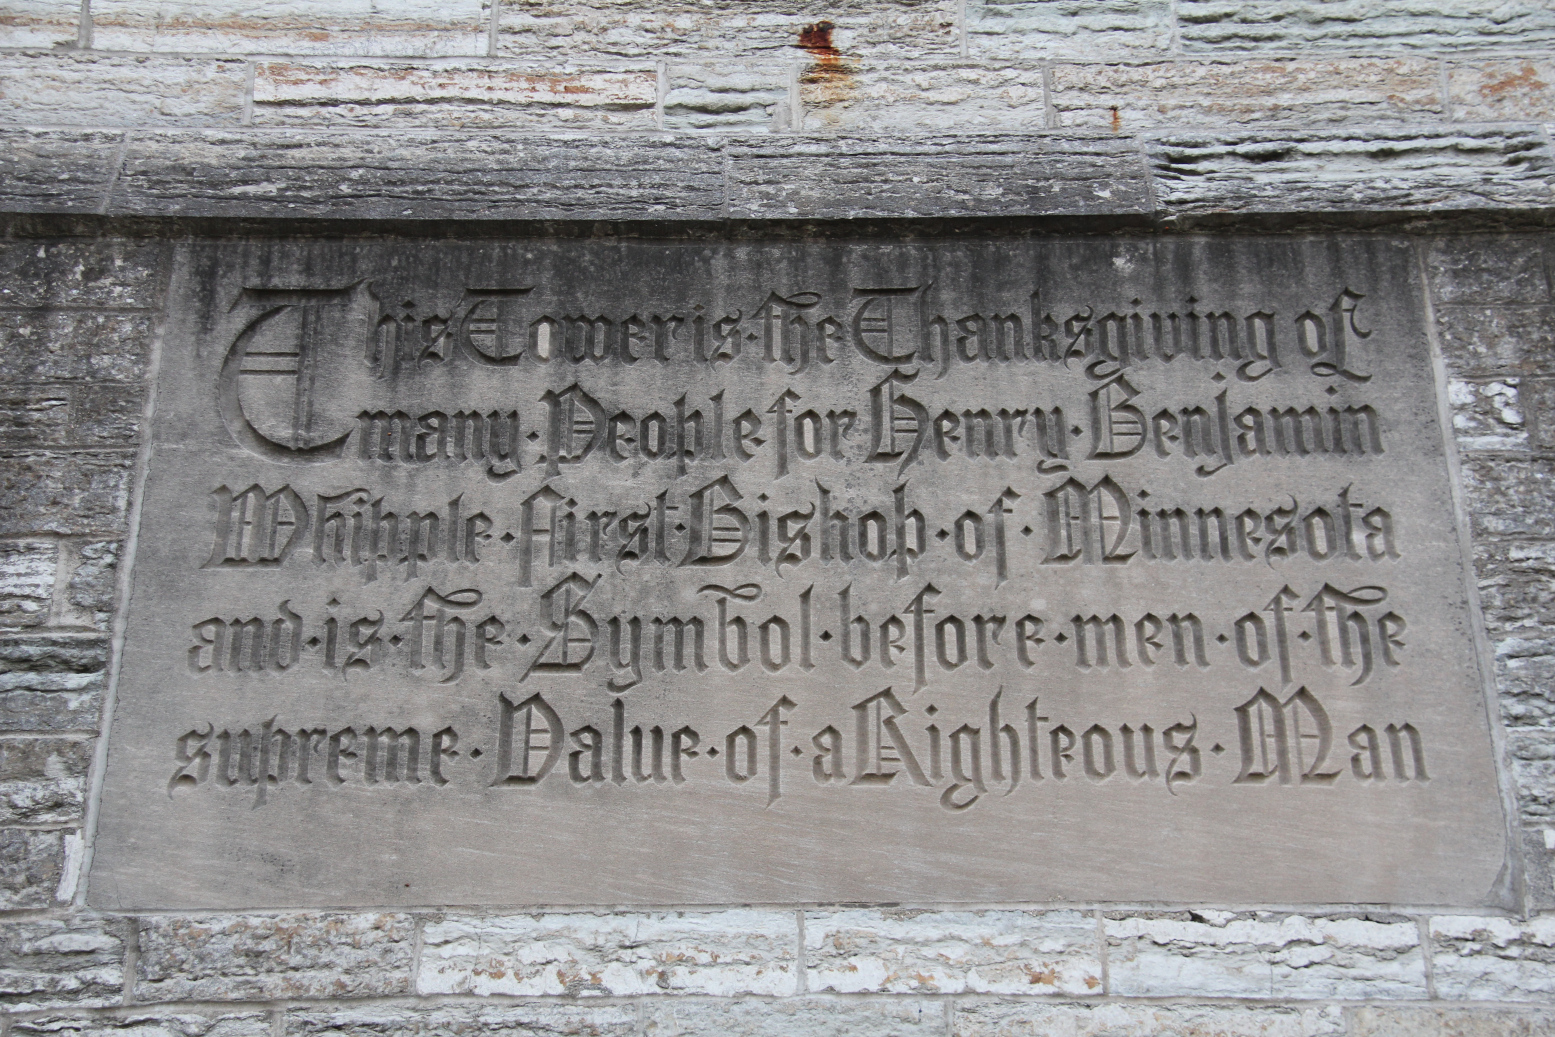 This Tower is the Thanksgiving of
many · People for Henry · Benjamin
Whipple · first · Bishop · of · Minnesota
and · is · the · Symbol · before · men · of · the
supreme · Value · of · a Righteous · Man